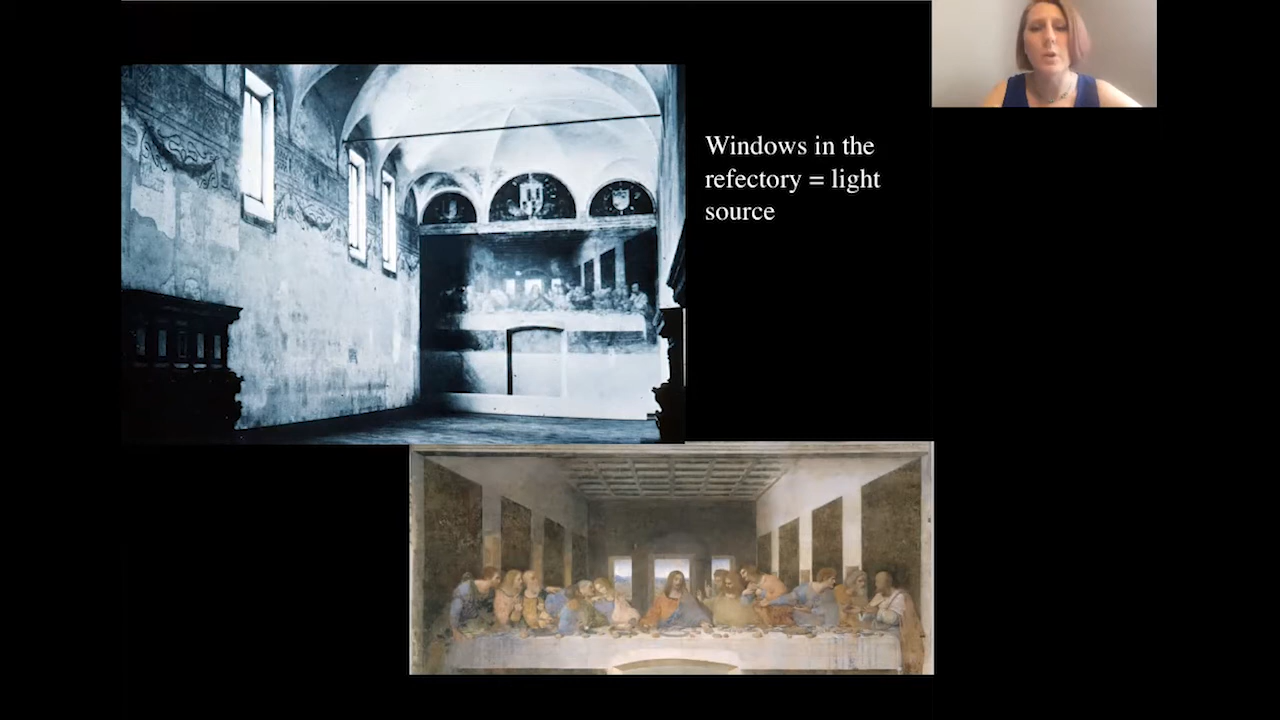 Windows in the
refectory = light
source